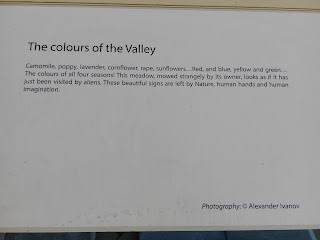 The colours of the Valley
Camomile, poppy, lavender, cornflower, rape, sunflowers....Red, and blue, yellow and green....
The colours of all four seasons! This meadow, mowed strangely by its owner, looks as if it has
just been visited by aliens. These beautiful signs are left by Nature, human hands and human
imagination.
Photography: © Alexander Ivanov